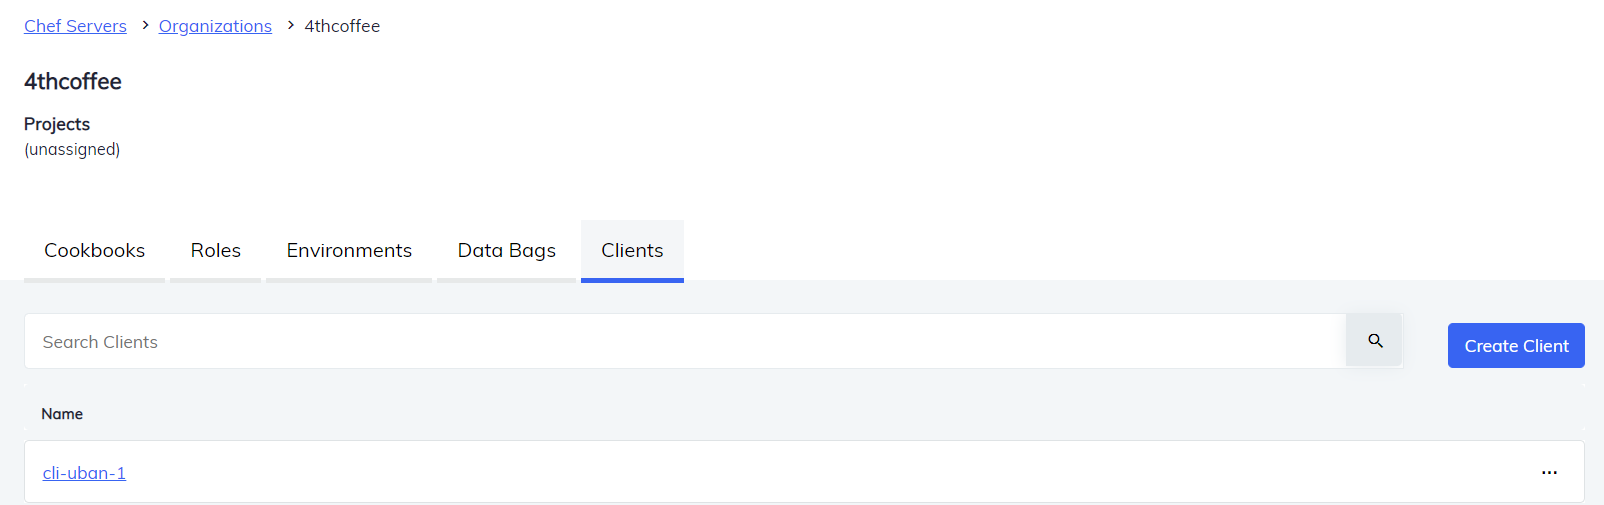 Chef Servers > Organizations > 4thcoffee
4thcoffee
Projects
(unassigned)
Cookbooks Roles Environments Data Bags Clients
Search Clients
Create Client
Name
cli-uban-1 ...